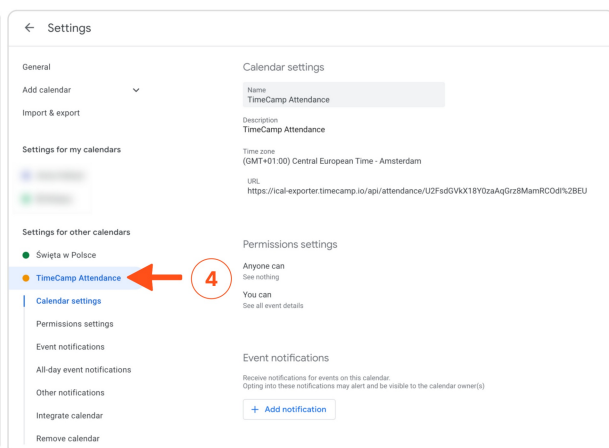 ← Settings
General
Add calendar
Import & export
Settings for my calendars
Settings for other calendars
Święta w Polsce
TimeCamp Attendance
4
Calendar settings
Permissions settings
Event notifications
All-day event notifications
Other notifications
Integrate calendar
Remove calendar
Calendar settings
Name
TimeCamp Attendance
Description
TimeCamp Attendance
Time zone
(GMT+01:00) Central European Time - Amsterdam
URL
https://ical-exporter.timecamp.io/api/attendance/U2FsdGVkX18Y0zaAqGrz8MamRCOdI%2BEU
Permissions settings
Anyone can
See nothing
You can
See all event details
Event notifications
Receive notifications for events on this calendar.
Opting into these notifications may alert and be visible to the calendar owner(s)
+ Add notification